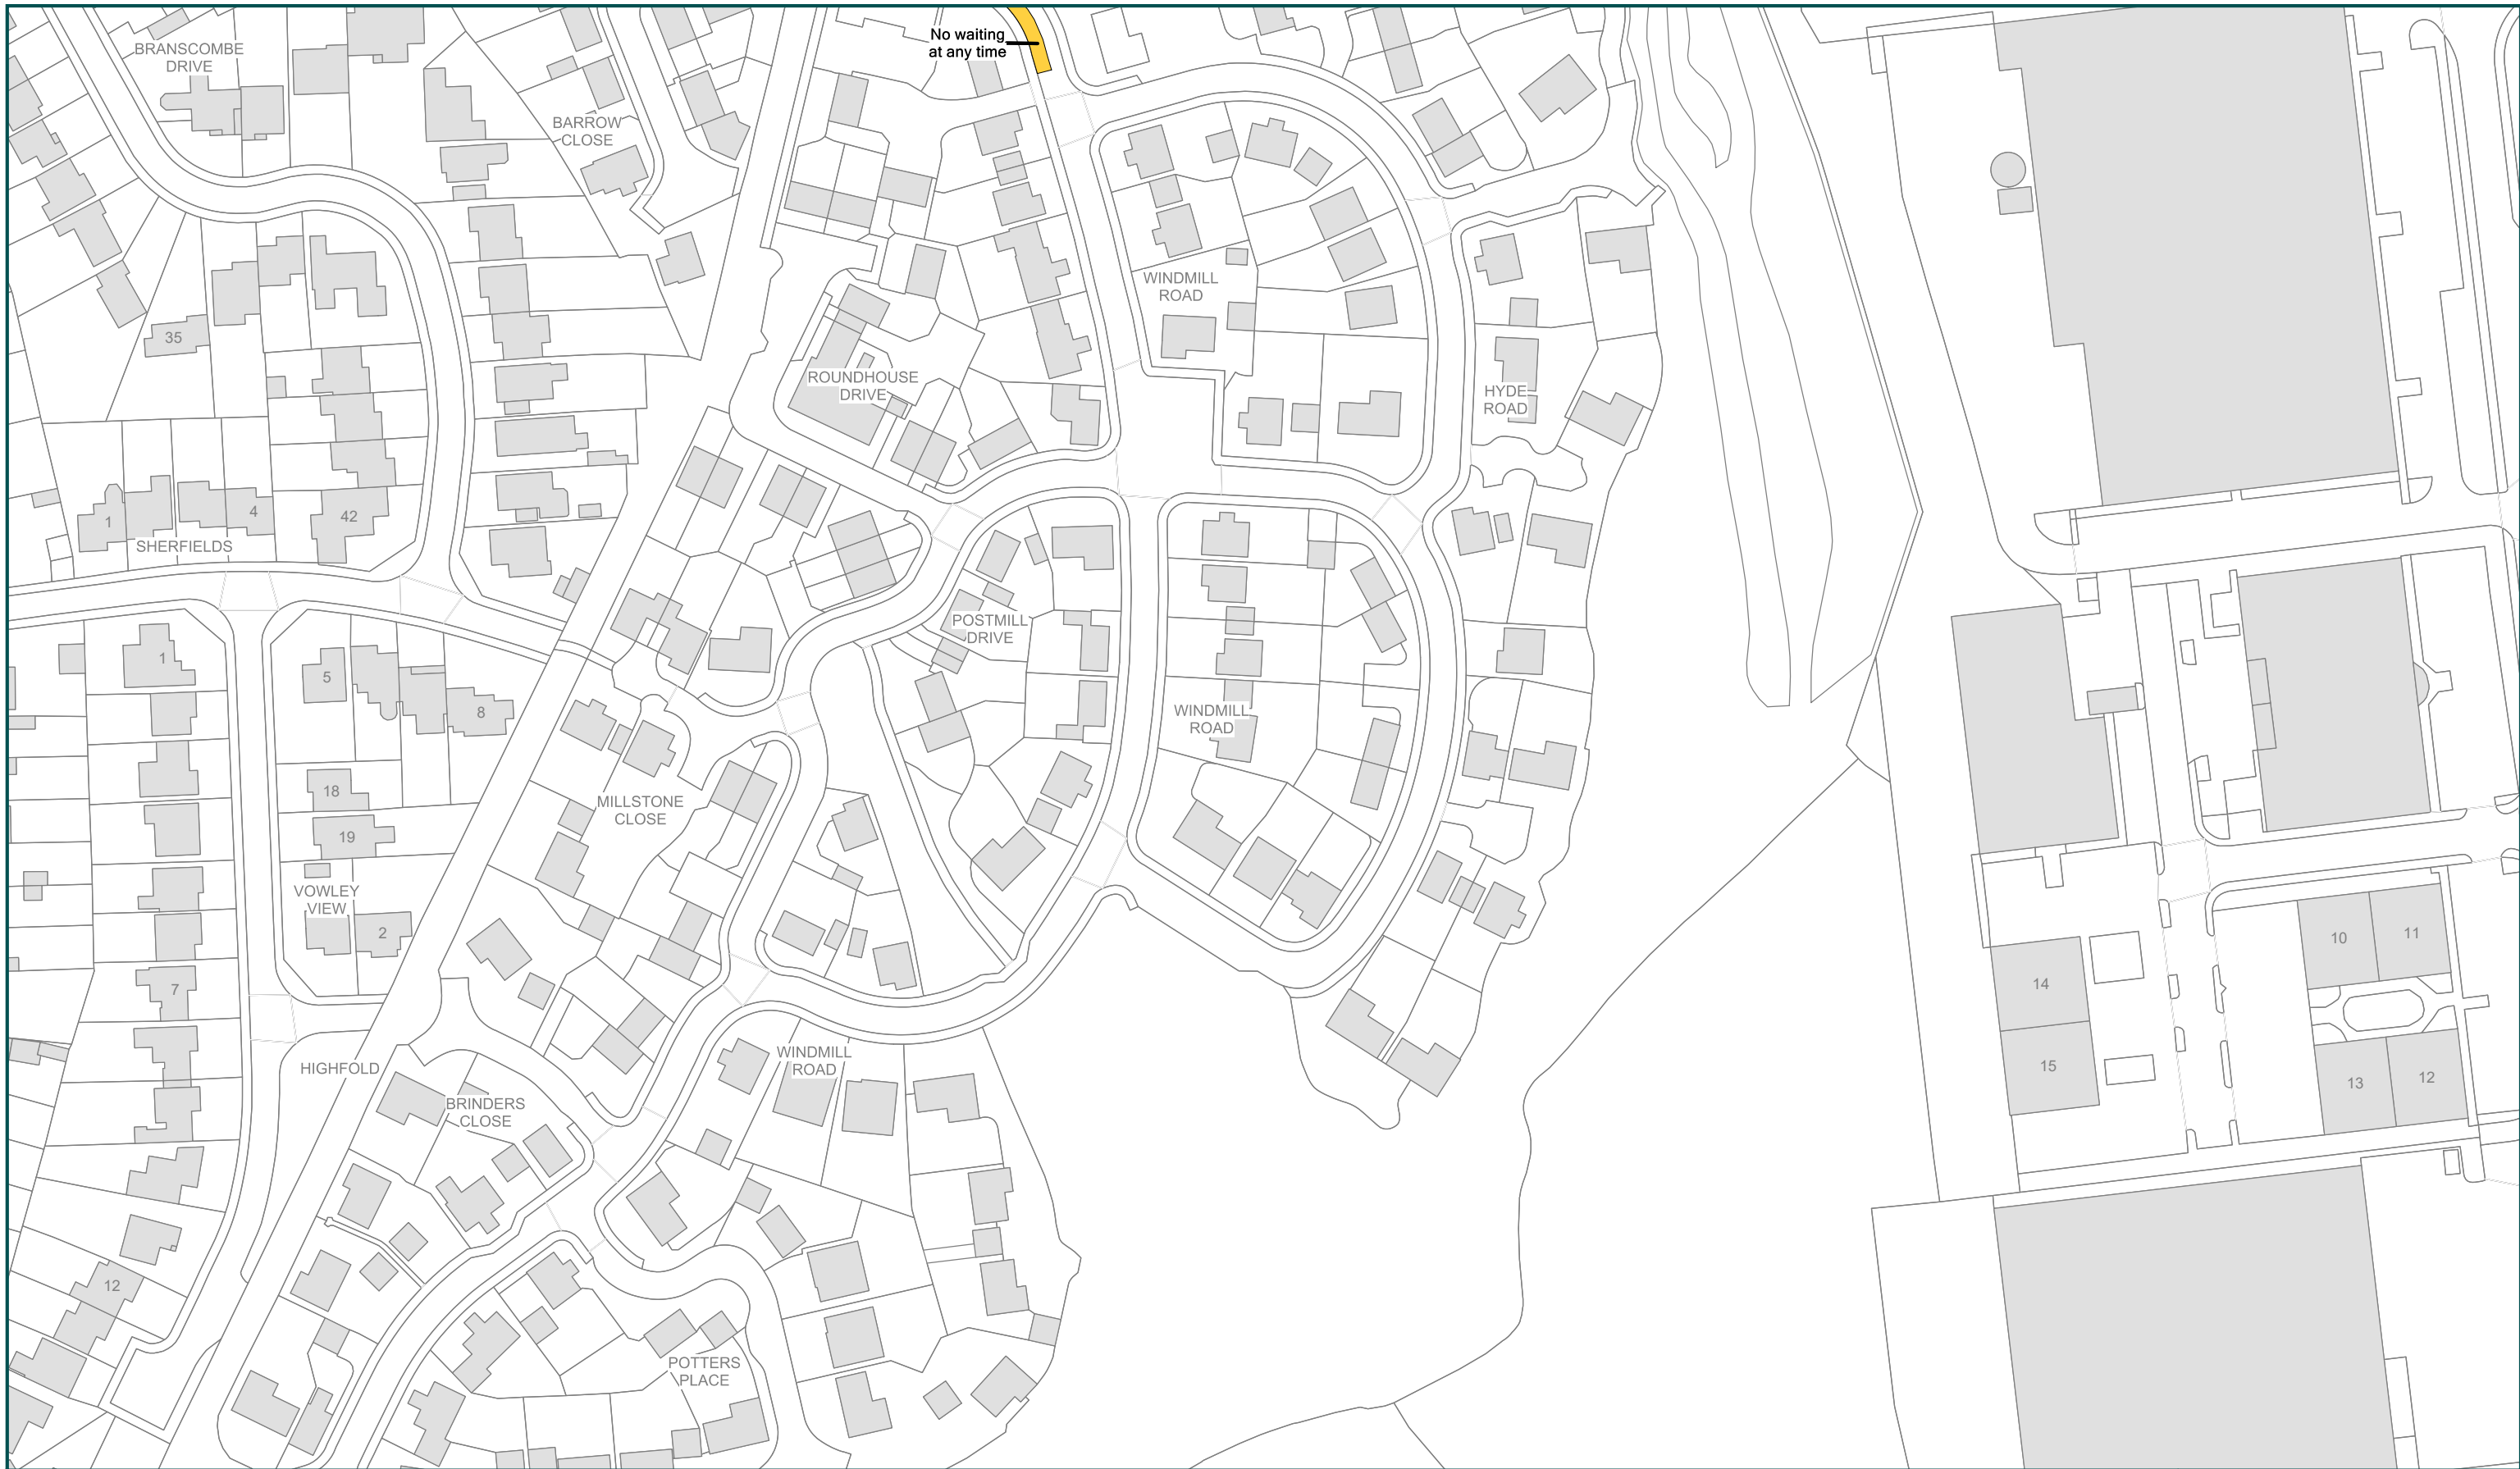 No waiting
at any time
BRANSCOMBE
DRIVE
BARROW
CLOSE
WINDMILL
ROAD
35
ROUNDHOUSE
DRIVE
HYDE
ROAD
1
4
42
SHERFIELDS
POSTMILL
DRIVE
1
5
8
WINDMILL
ROAD
18
MILLSTONE
CLOSE
19
VOWLEY
VIEW
2
10
11
7
14
HIGHFOLD
WINDMILL
ROAD
15
13
12
BRINDERS
CLOSE
12
POTTERS
PLACE